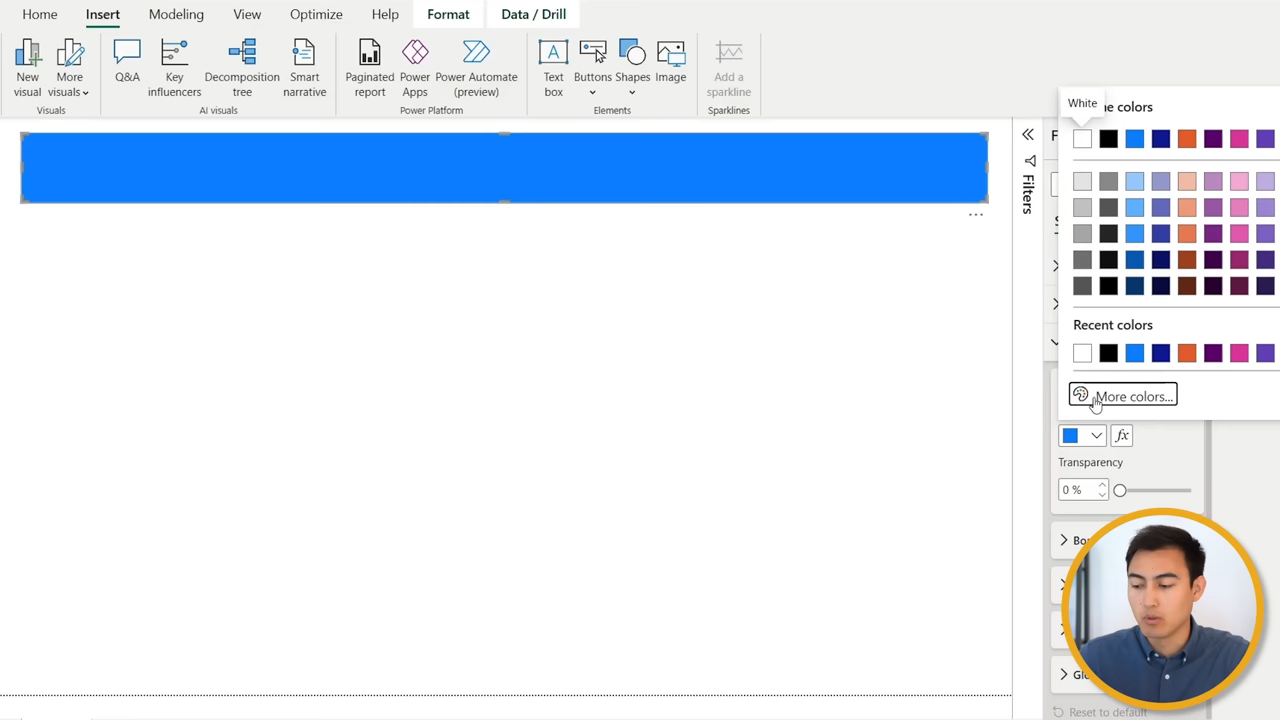 Home Insert Modeling View Optimize Help Format Data / Drill
New visual
More visuals
Q&A
Key influencers
Decomposition tree
Smart narrative
Paginated report
Power Apps
Power Automate (preview)
Text box
Buttons
Shapes
Image
Add a sparkline
Visuals
AI visuals
Power Platform
Elements
Sparklines
Filters
White
Recent colors
More colors...
fx
Transparency
0 %
Reset to default